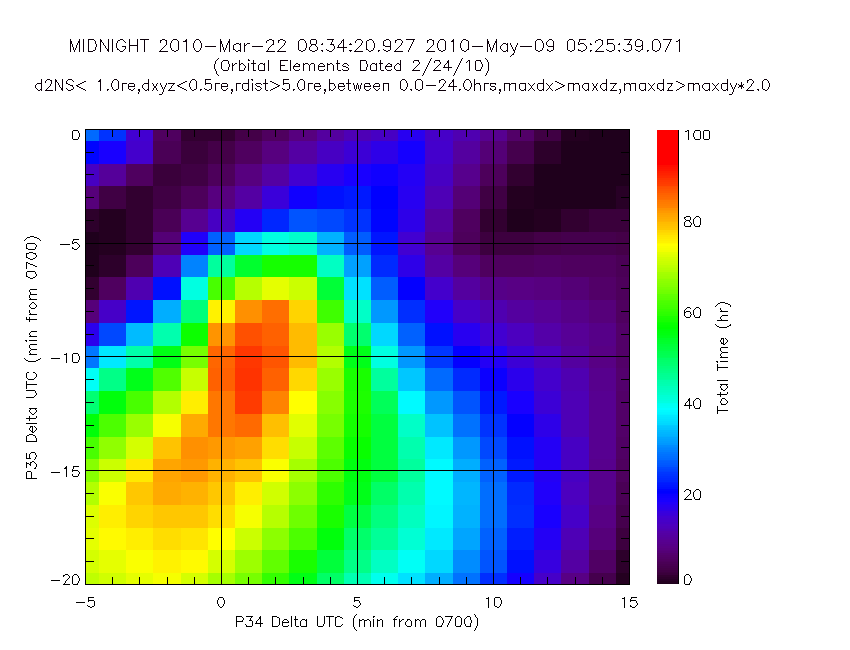 MIDNIGHT 2010-Mar-22 08:34:20.927 2010-May-09 05:25:39.071
(Orbital Elements Dated 2/24/10)
d2NS< 1.0re,dxyz<0.5re,rdist>5.0re,between 0.0-24.0hrs,maxdx>maxdz,maxdz>maxdy*2.0
0
-5
-10
-15
-20
P35 Delta UTC (min from 0700)
-5
0
5
10
15
P34 Delta UTC (min from 0700)
100
80
60
40
20
0
Total Time (hr)